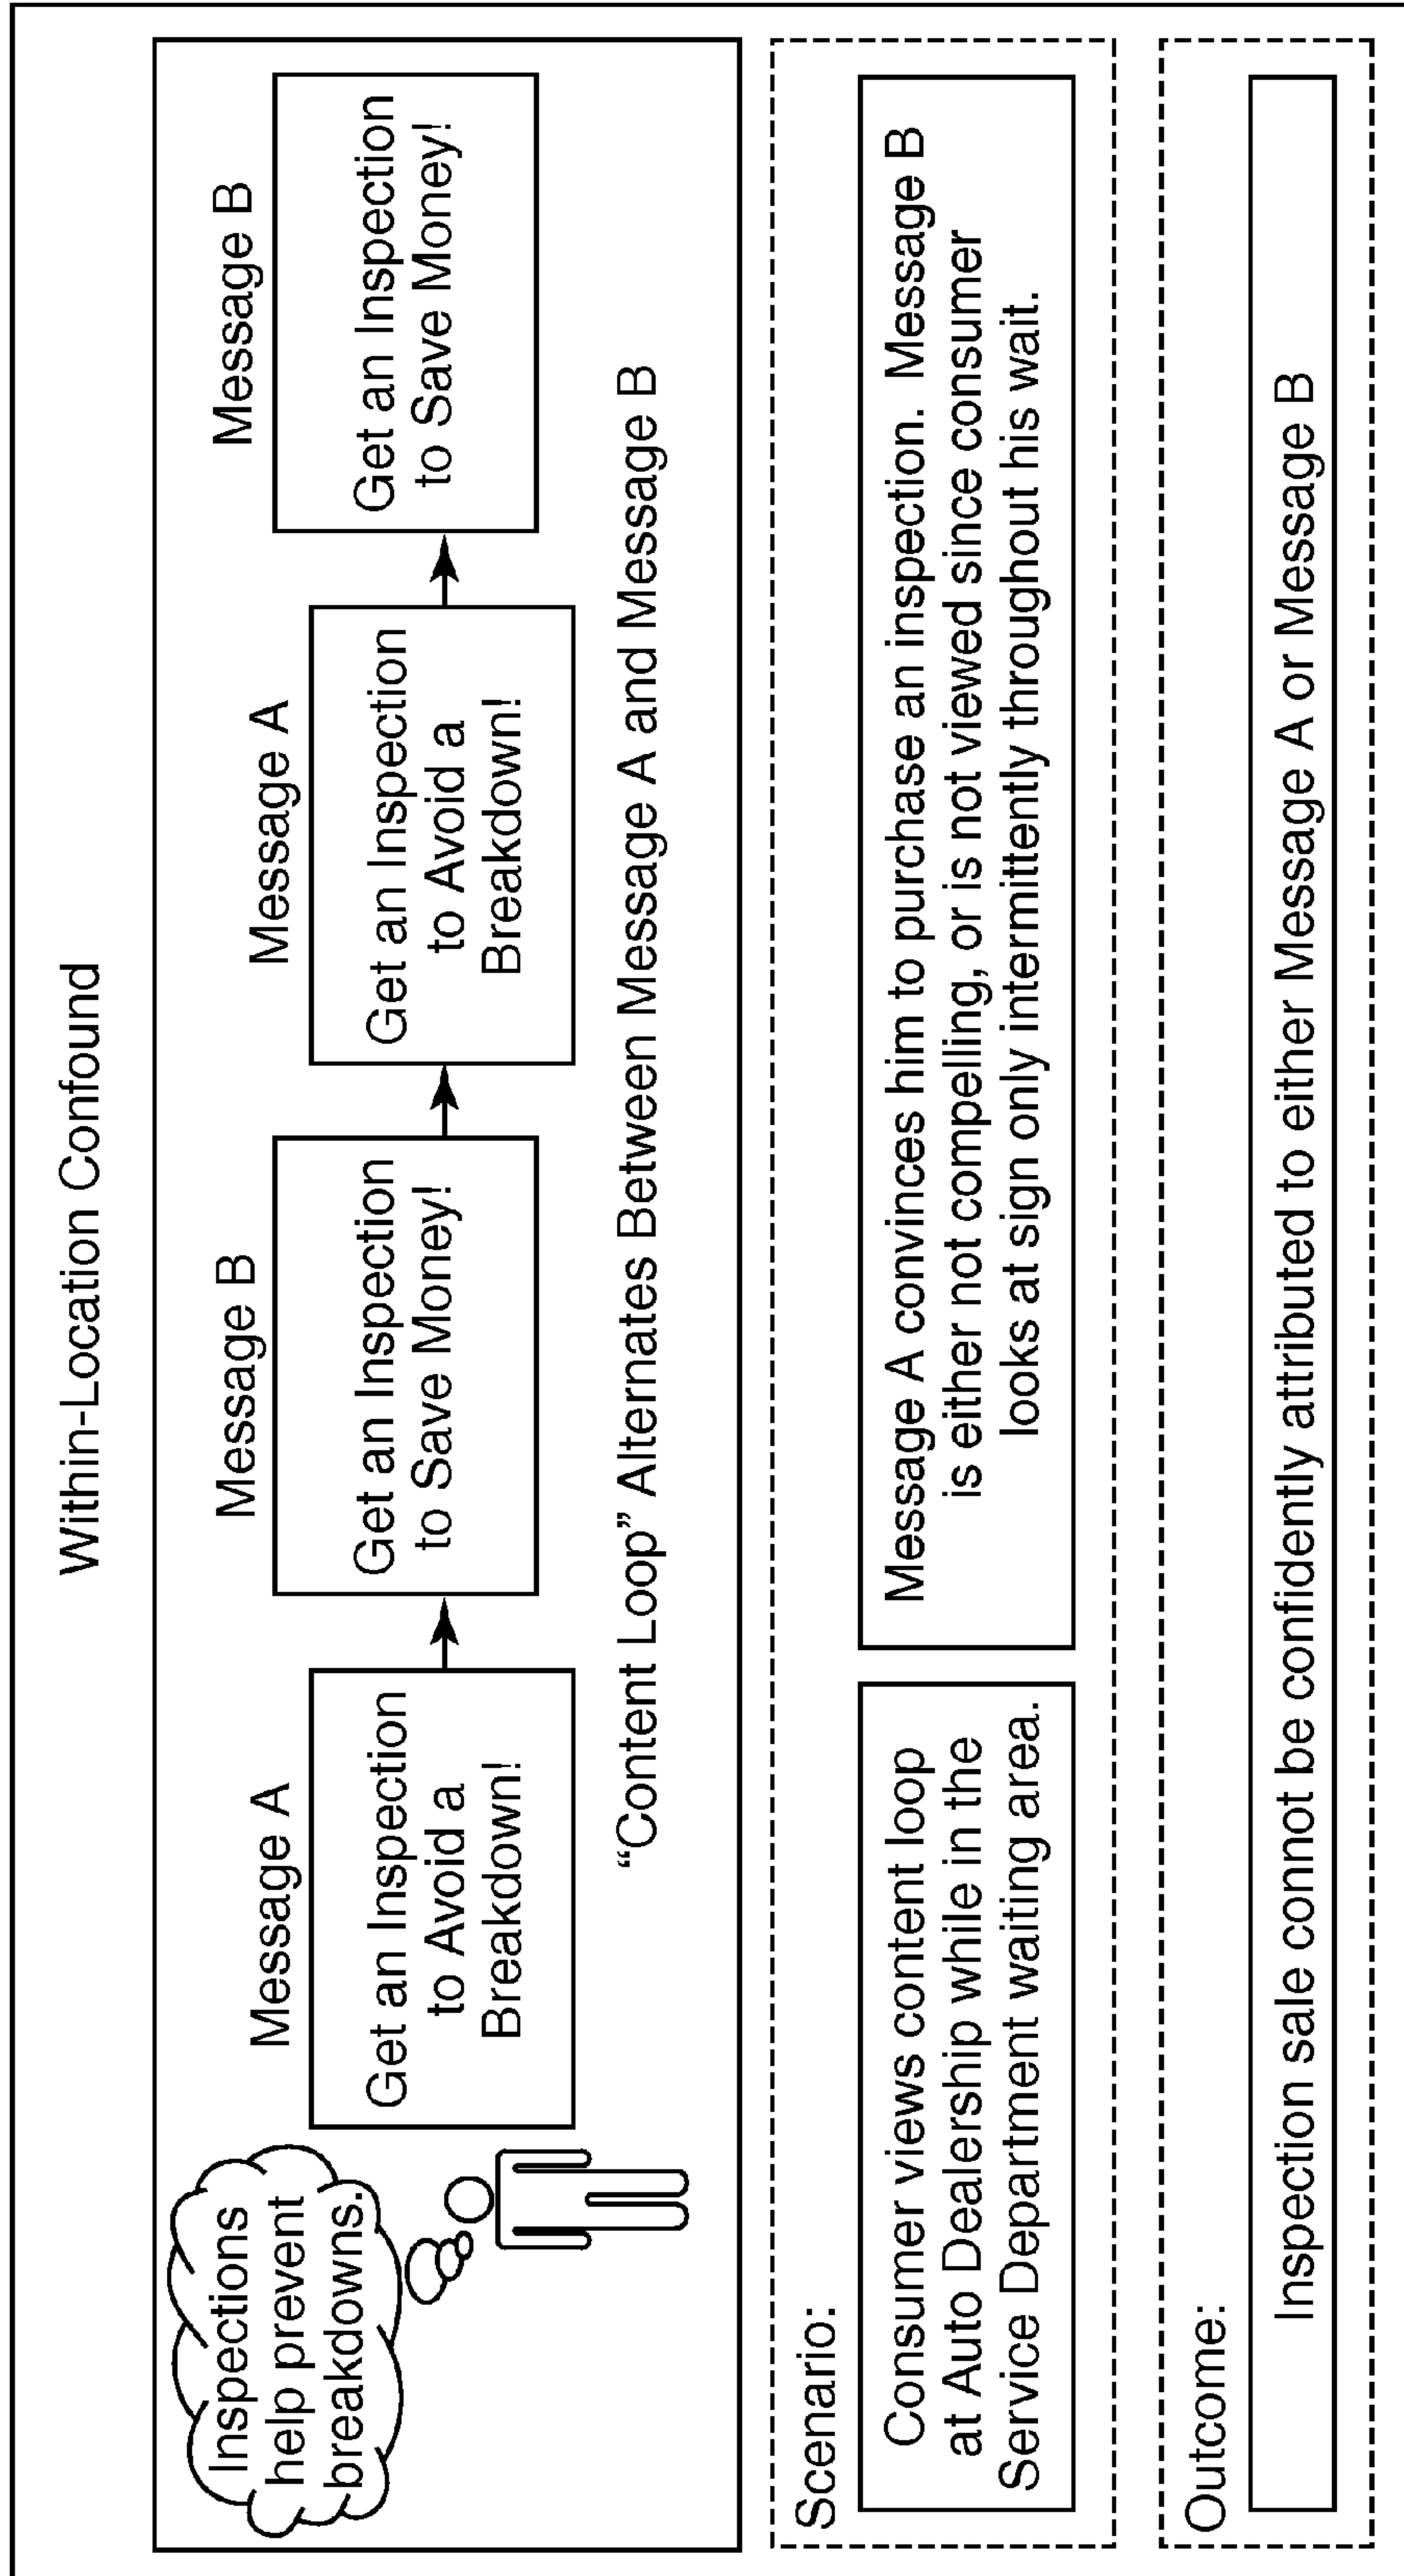 Within-Location Confound
Inspections
help prevent
breakdowns.
Message A
Get an Inspection
to Avoid a
Breakdown!
Message B
Get an Inspection
to Save Money!
Message A
Get an Inspection
to Avoid a
Breakdown!
Message B
Get an Inspection
to Save Money!
“Content Loop” Alternates Between Message A and Message B
Scenario:
Consumer views content loop
at Auto Dealership while in the
Service Department waiting area.
Message A convinces him to purchase an inspection. Message B
is either not compelling, or is not viewed since consumer
looks at sign only intermittently throughout his wait.
Outcome:
Inspection sale connot be confidently attributed to either Message A or Message B